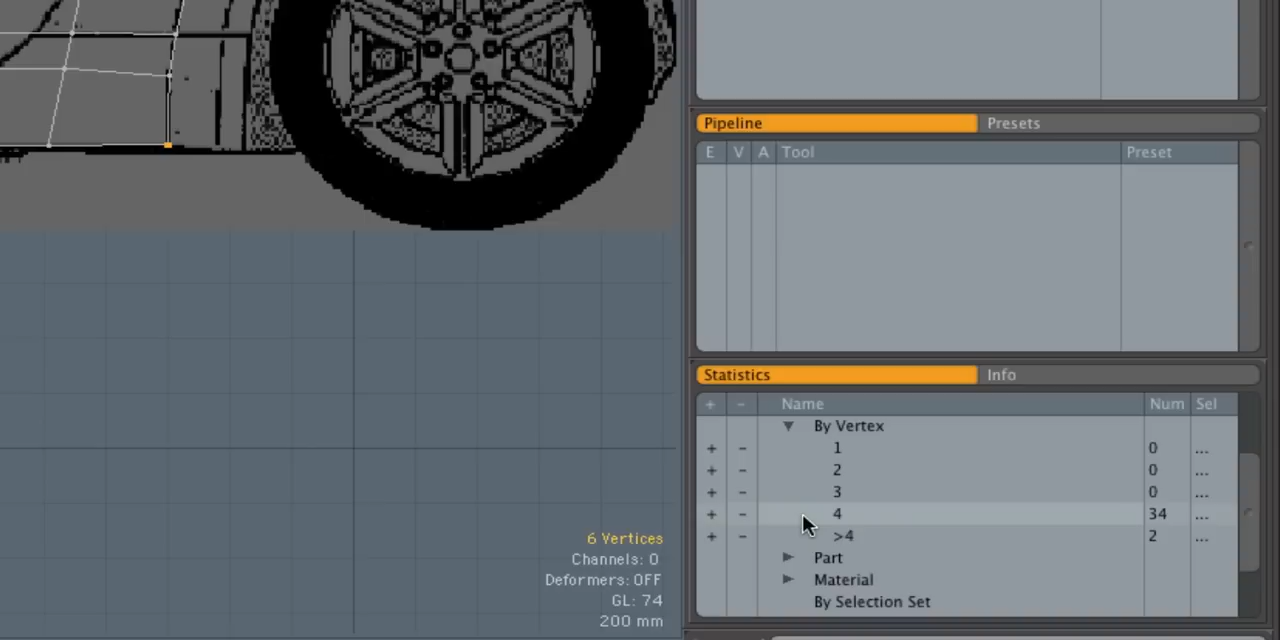 Pipeline Presets
E V A Tool Preset
Statistics Info
+ - Name Num Sel
By Vertex
+ - 1 0 ...
+ - 2 0 ...
+ - 3 0 ...
+ - 4 34 ...
+ - >4 2 ...
Part
Material
By Selection Set
6 Vertices
Channels: 0
Deformers: OFF
GL: 74
200 mm